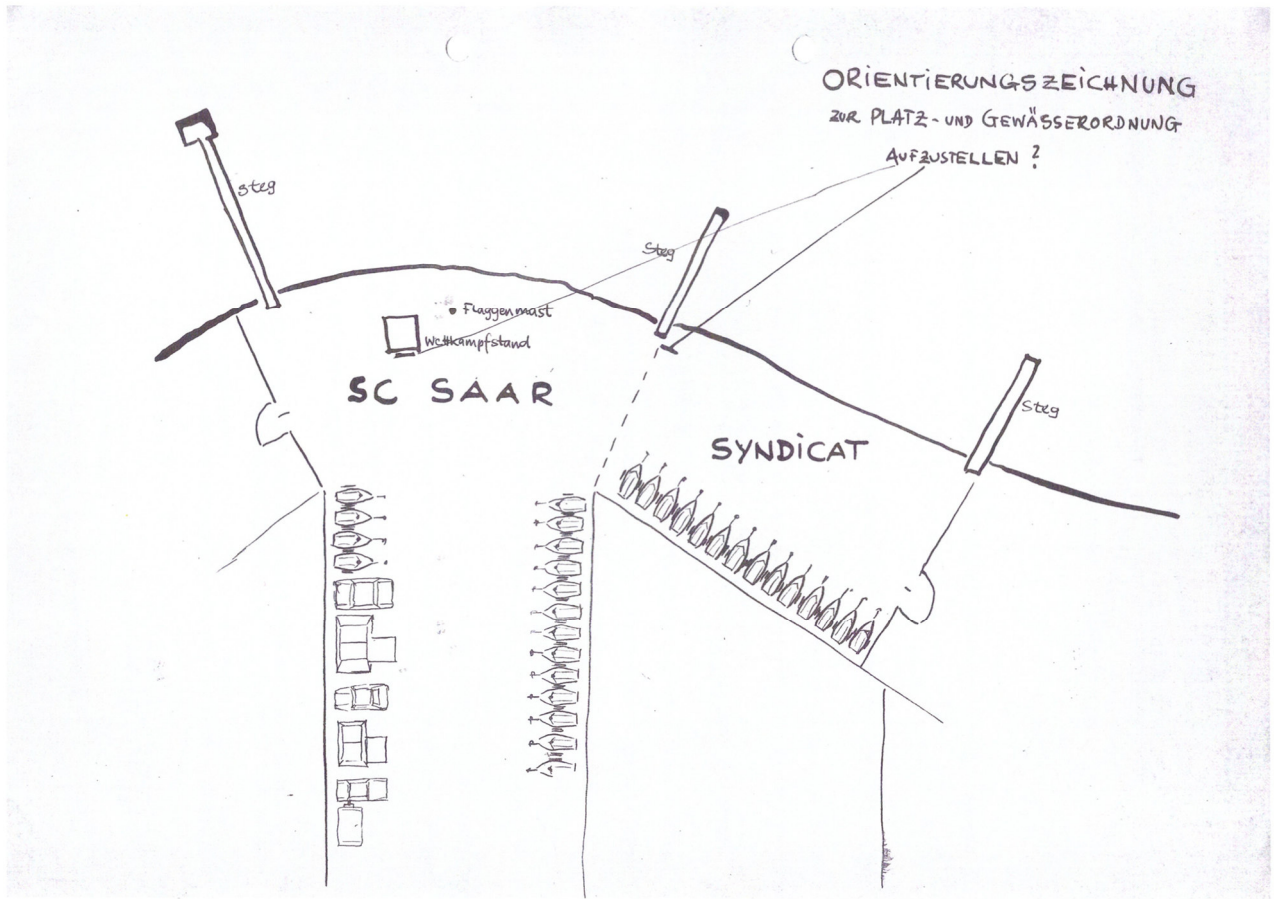 ORIENTIERUNGSZEICHNUNG
ZUR PLATZ- UND GEWÄSSERORDNUNG
AUFZUSTELLEN ?
Steg
Steg
Flaggenmast
Wettkampfstand
SC SAAR
Steg
SYNDICAT